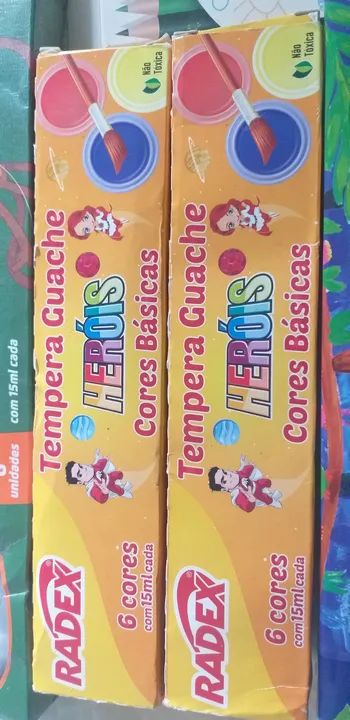 unidades com 15ml cada
Não
Tóxica
Tempera Guache
HERÓIS
Cores Básicas
6 cores
com 15ml cada
RADEX
Não
Tóxica
Tempera Guache
HERÓIS
Cores Básicas
6 cores
com 15ml cada
RADEX